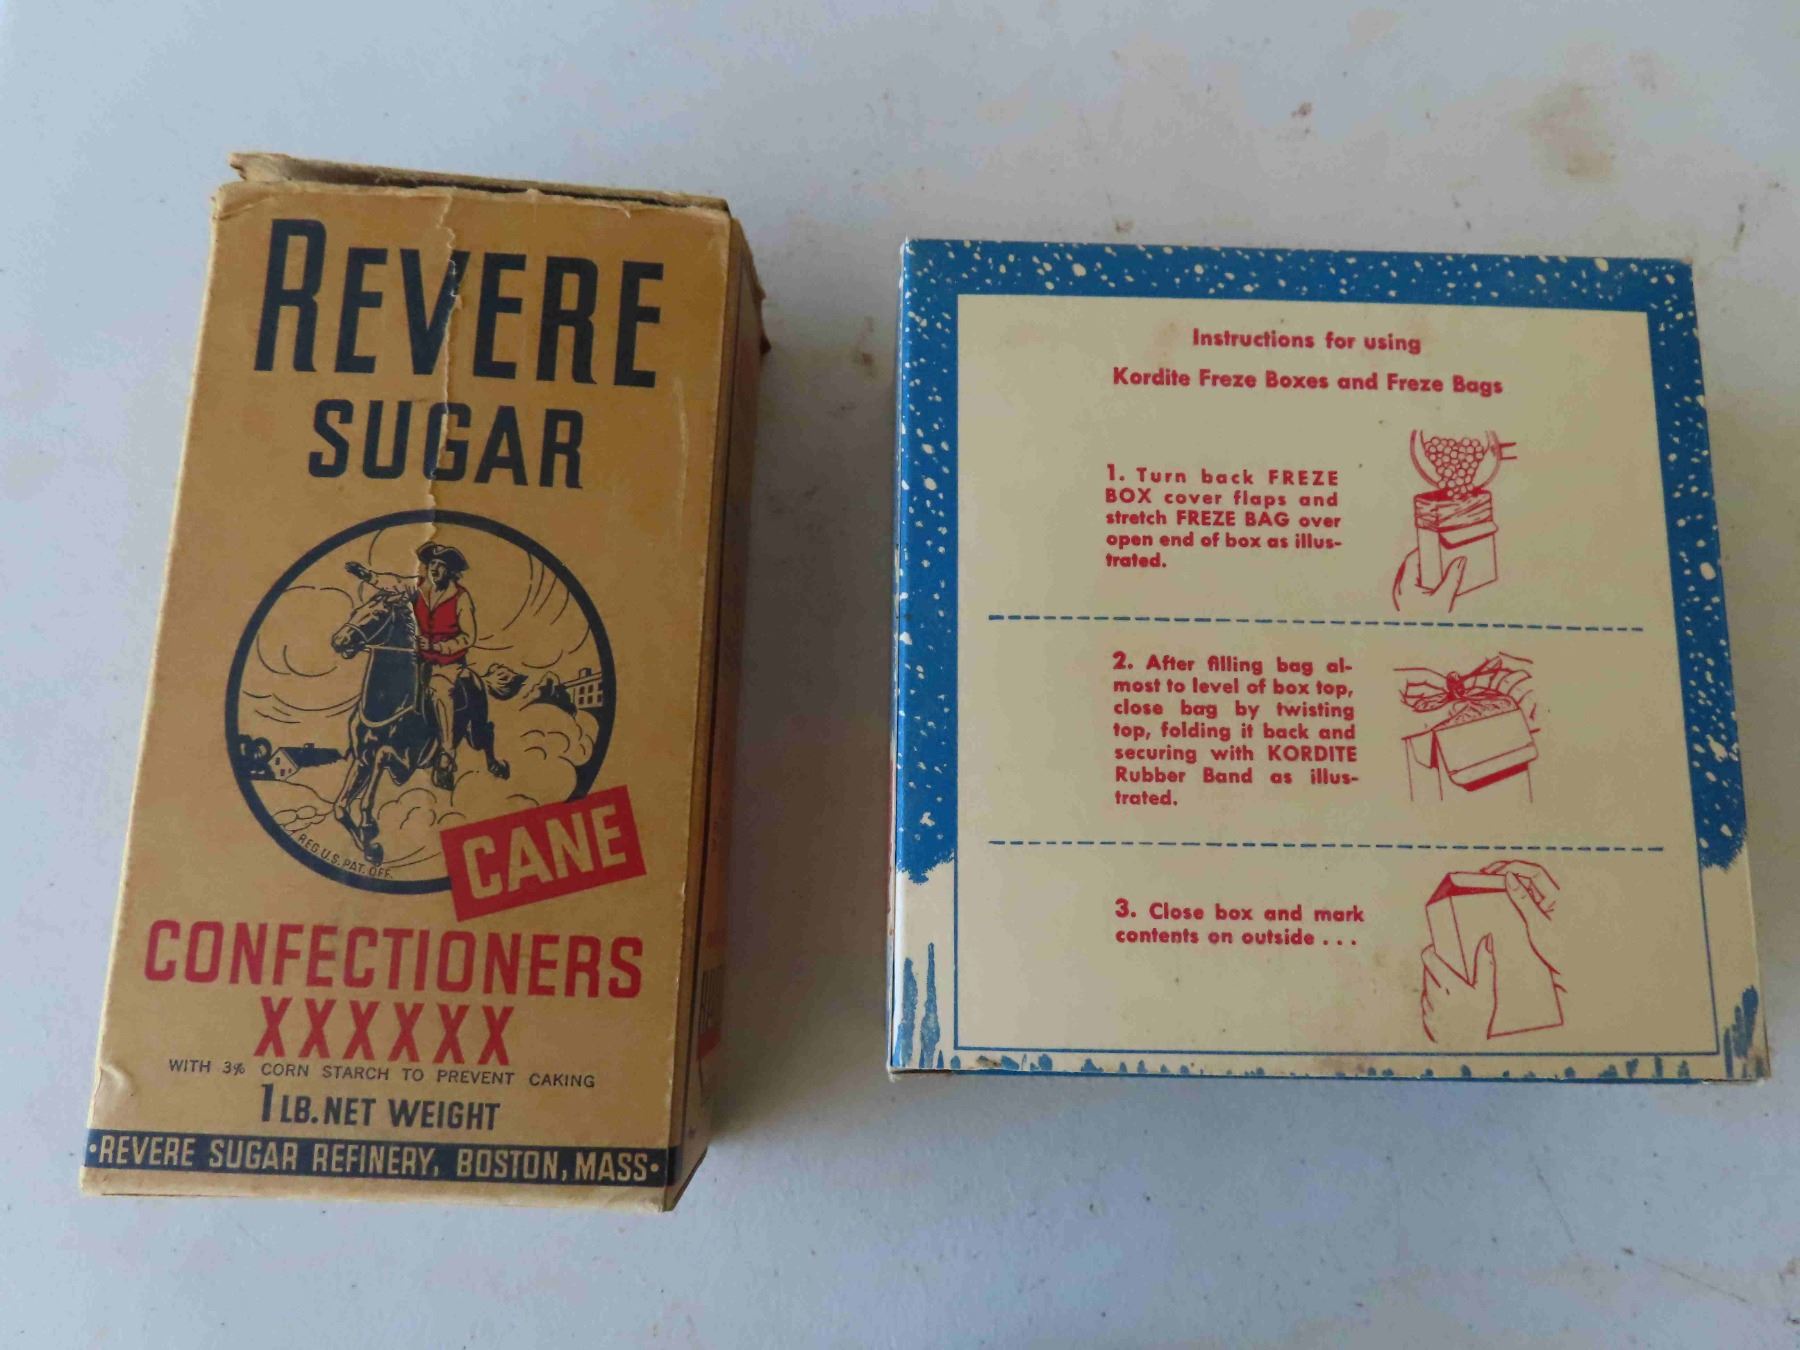 REVERE
SUGAR
REG. U.S. PAT. OFF.
CANE
CONFECTIONERS
XXXXXX
WITH 3% CORN STARCH TO PREVENT CAKING
1 LB. NET WEIGHT
•REVERE SUGAR REFINERY, BOSTON, MASS•
Instructions for using
Kordite Freze Boxes and Freze Bags
1. Turn back FREZE
BOX cover flaps and
stretch FREZE BAG over
open end of box as illus-
trated.
2. After filling bag al-
most to level of box top,
close bag by twisting
top, folding it back and
securing with KORDITE
Rubber Band as illus-
trated.
3. Close box and mark
contents on outside . . .